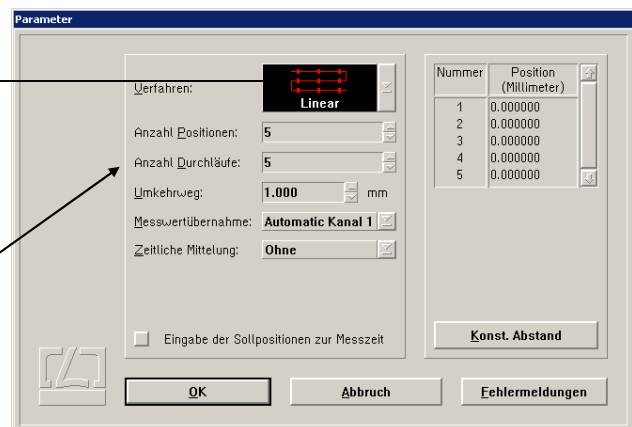 Parameter
Verfahren:
Linear
Anzahl Positionen: 5
Anzahl Durchläufe: 5
Umkehrweg: 1.000 mm
Messwertübernahme: Automatic Kanal 1
Zeitliche Mittelung: Ohne
Eingabe der Sollpositionen zur Messzeit
Nummer Position
(Millimeter)
1 0.000000
2 0.000000
3 0.000000
4 0.000000
5 0.000000
Konst. Abstand
OK Abbruch Fehlermeldungen